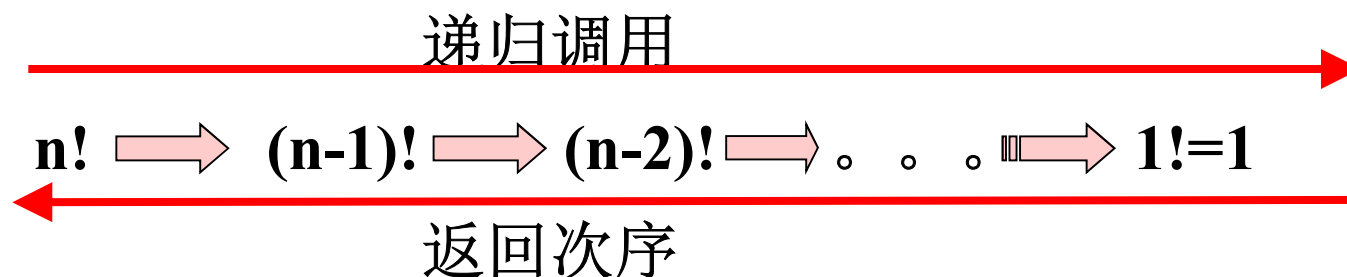 递归调用
n! (n-1)! (n-2)! 。 。 。 1!=1
返回次序